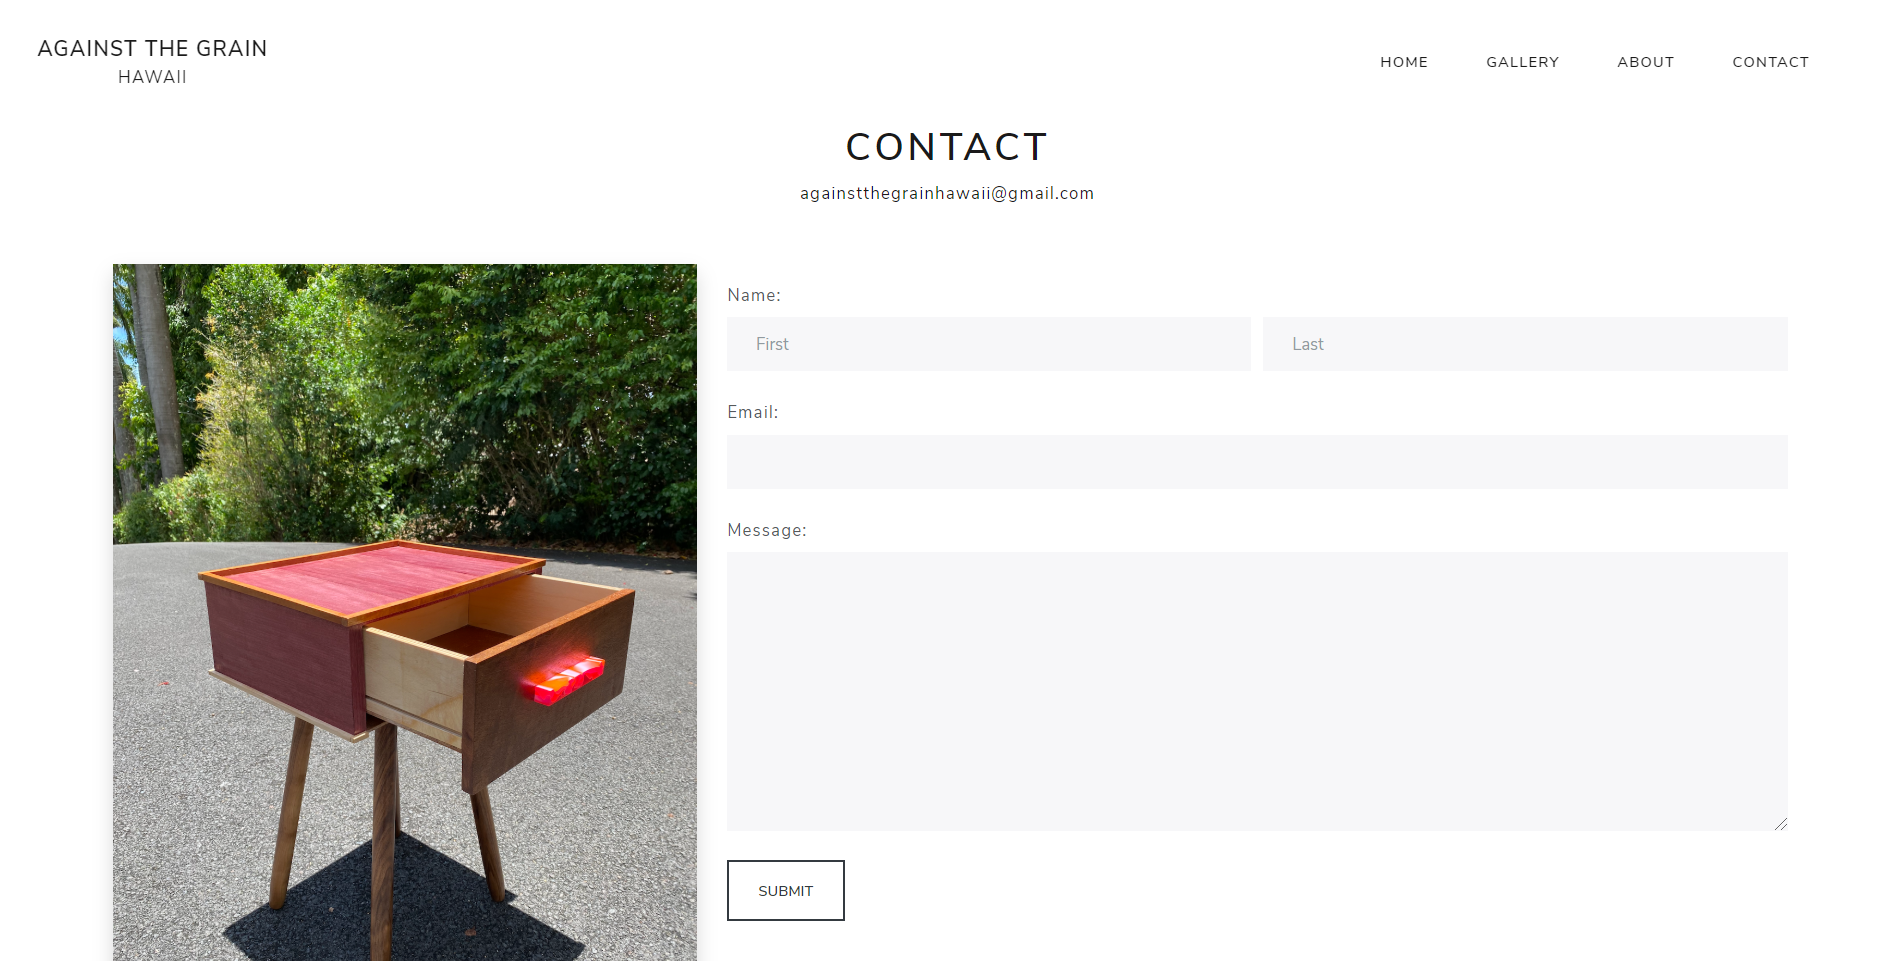 AGAINST THE GRAIN
HAWAII
HOME GALLERY ABOUT CONTACT
CONTACT
againstthegrainhawaii@gmail.com
Name:
First Last
Email:
Message:
SUBMIT